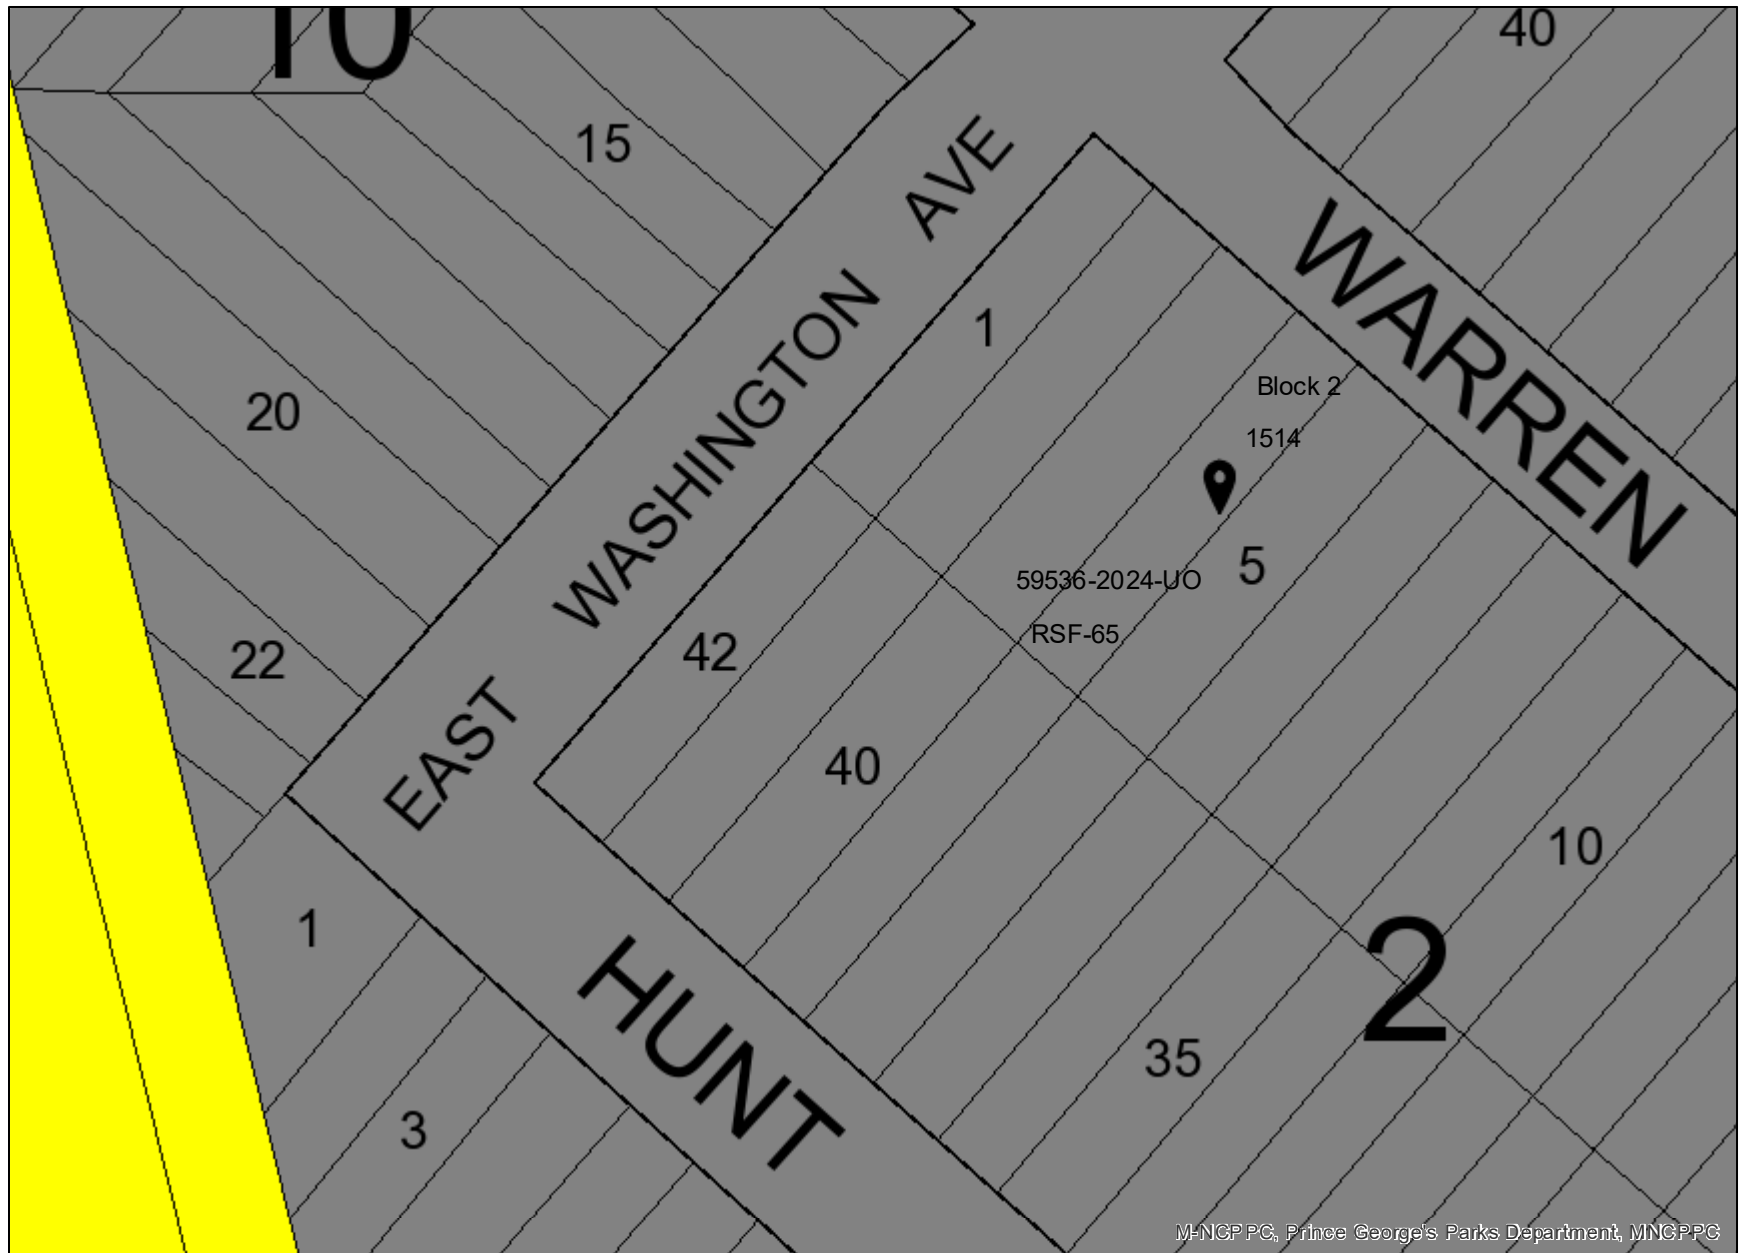 10
40
15
EAST WASHINGTON AVE
WARREN
1
Block 2
1514
20
5
59536-2024-UO
RSF-65
42
22
40
10
1
2
HUNT
35
3
M-NCPPC, Prince George's Parks Department, MNCPPC